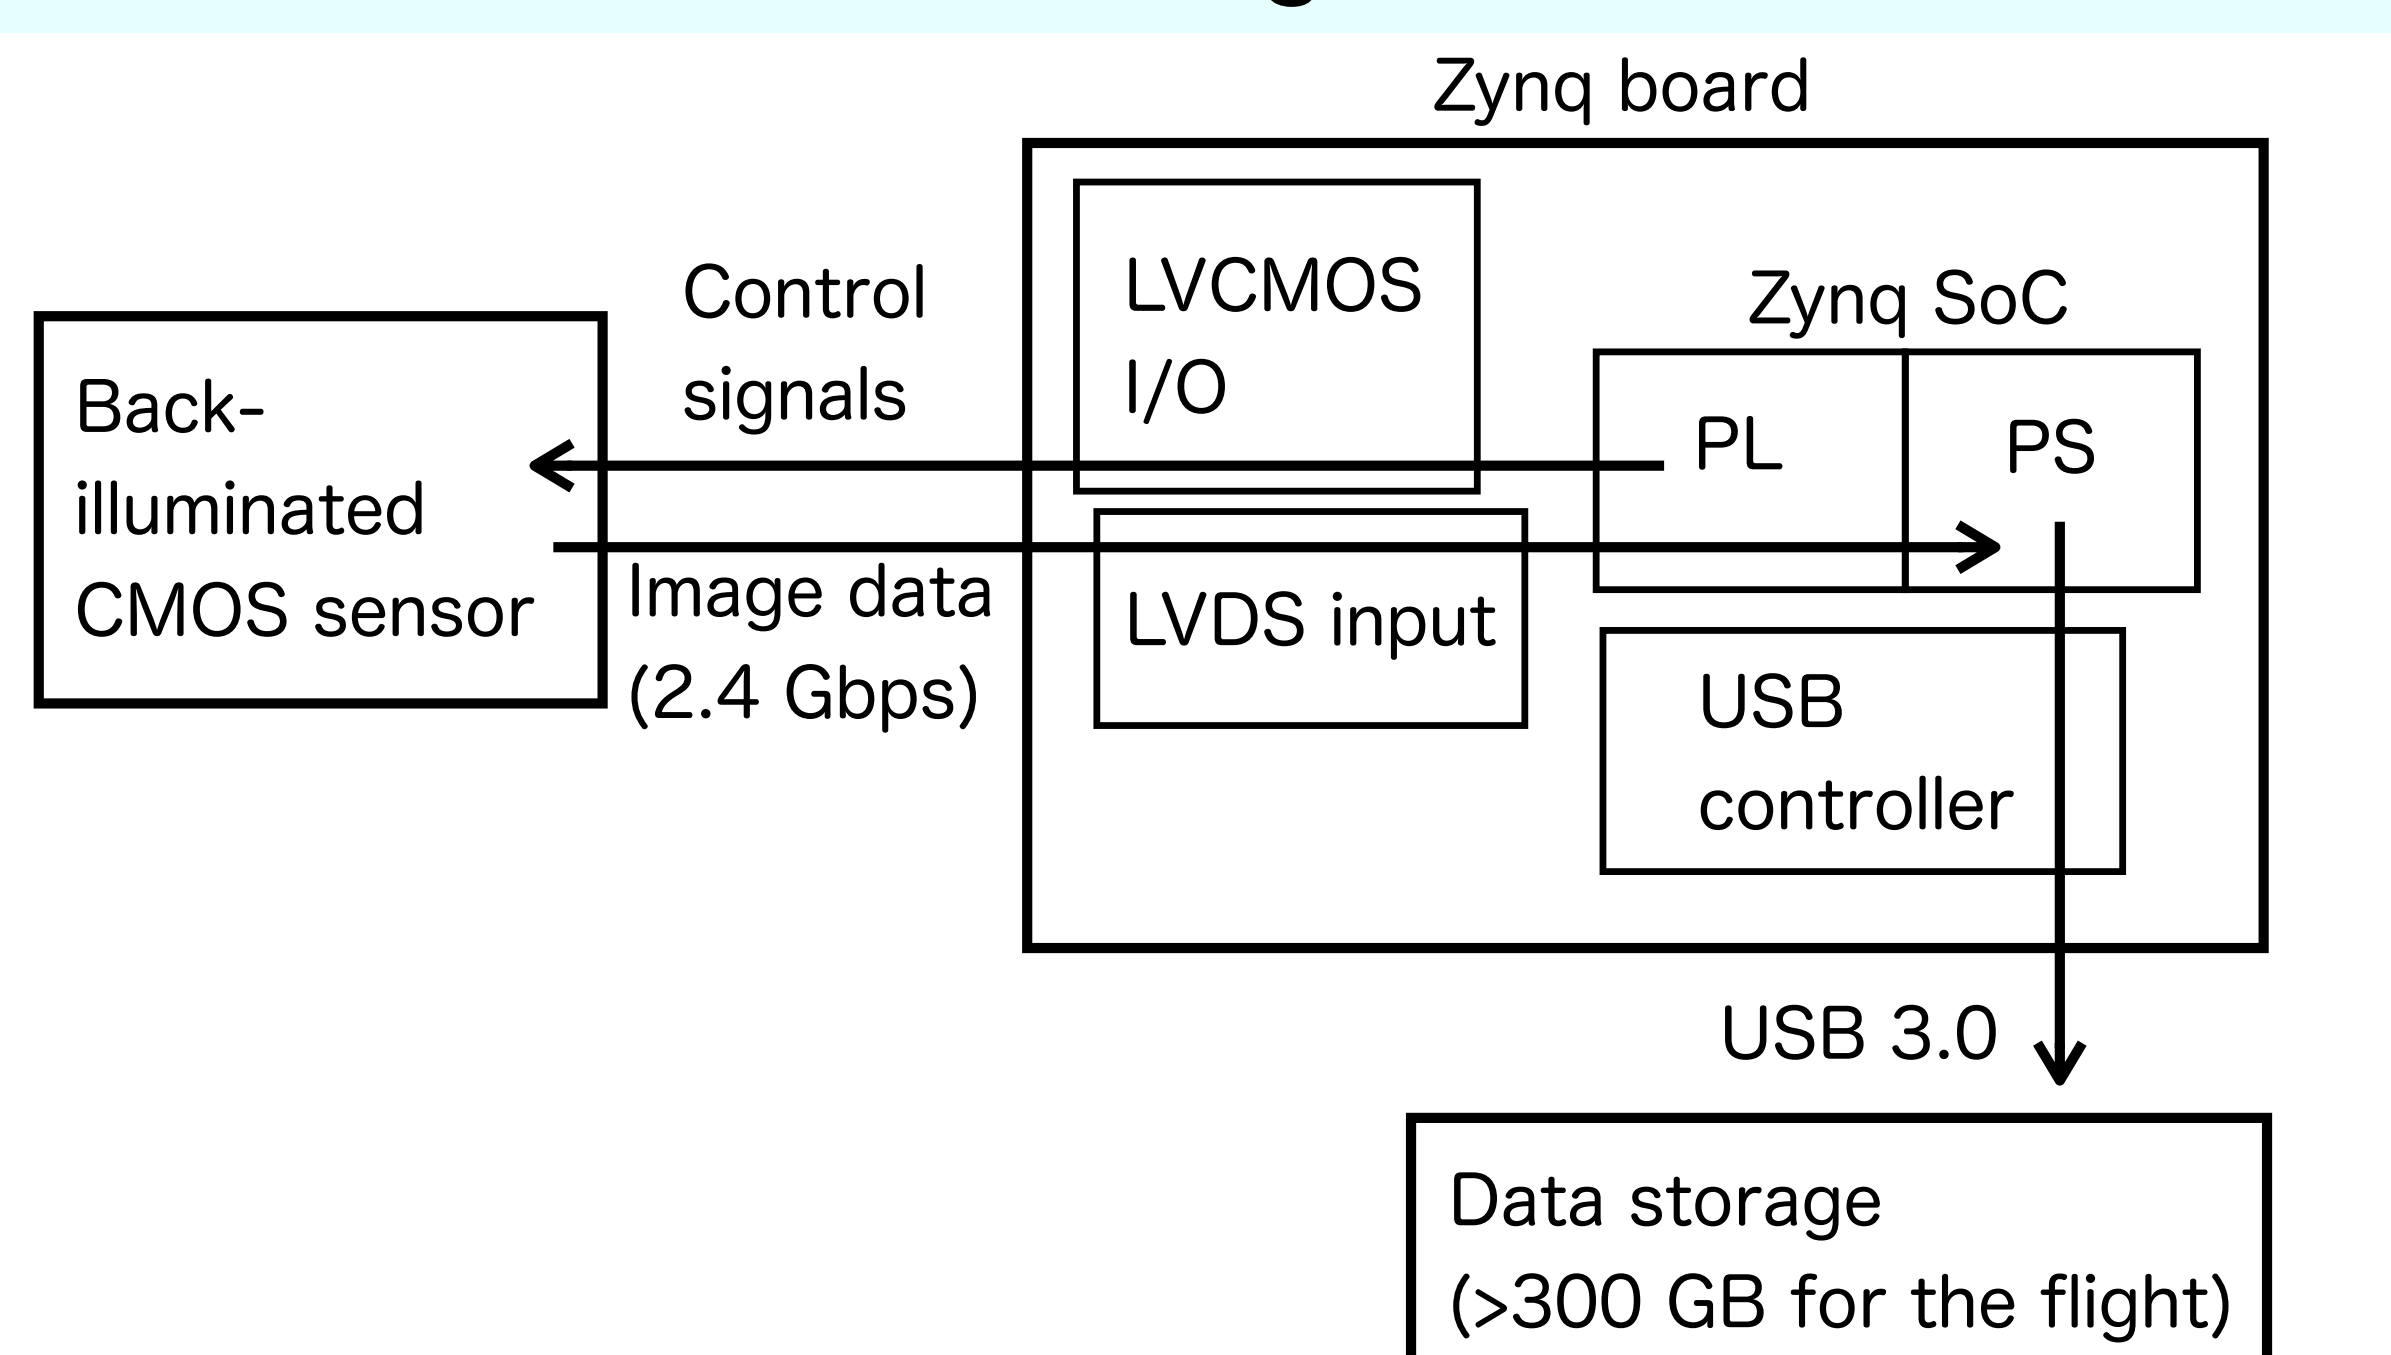 Zynq board
LVCMOS
I/O
Control
signals
Zynq SoC
Back-
illuminated
CMOS sensor
PL
PS
Image data
(2.4 Gbps)
LVDS input
USB
controller
USB 3.0
Data storage
(>300 GB for the flight)